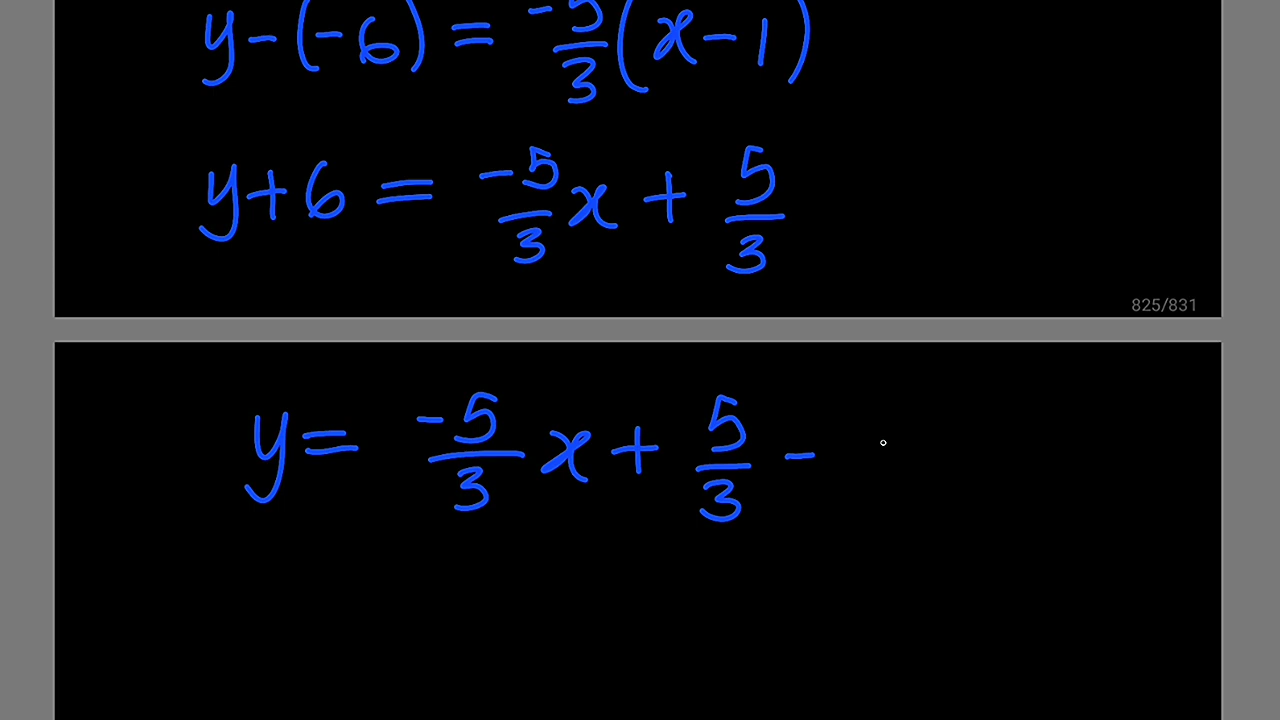 y-(-6) = -5/3(x-1)
y+6 = -5/3x + 5/3
825/831
y= -5/3x+ 5/3 -